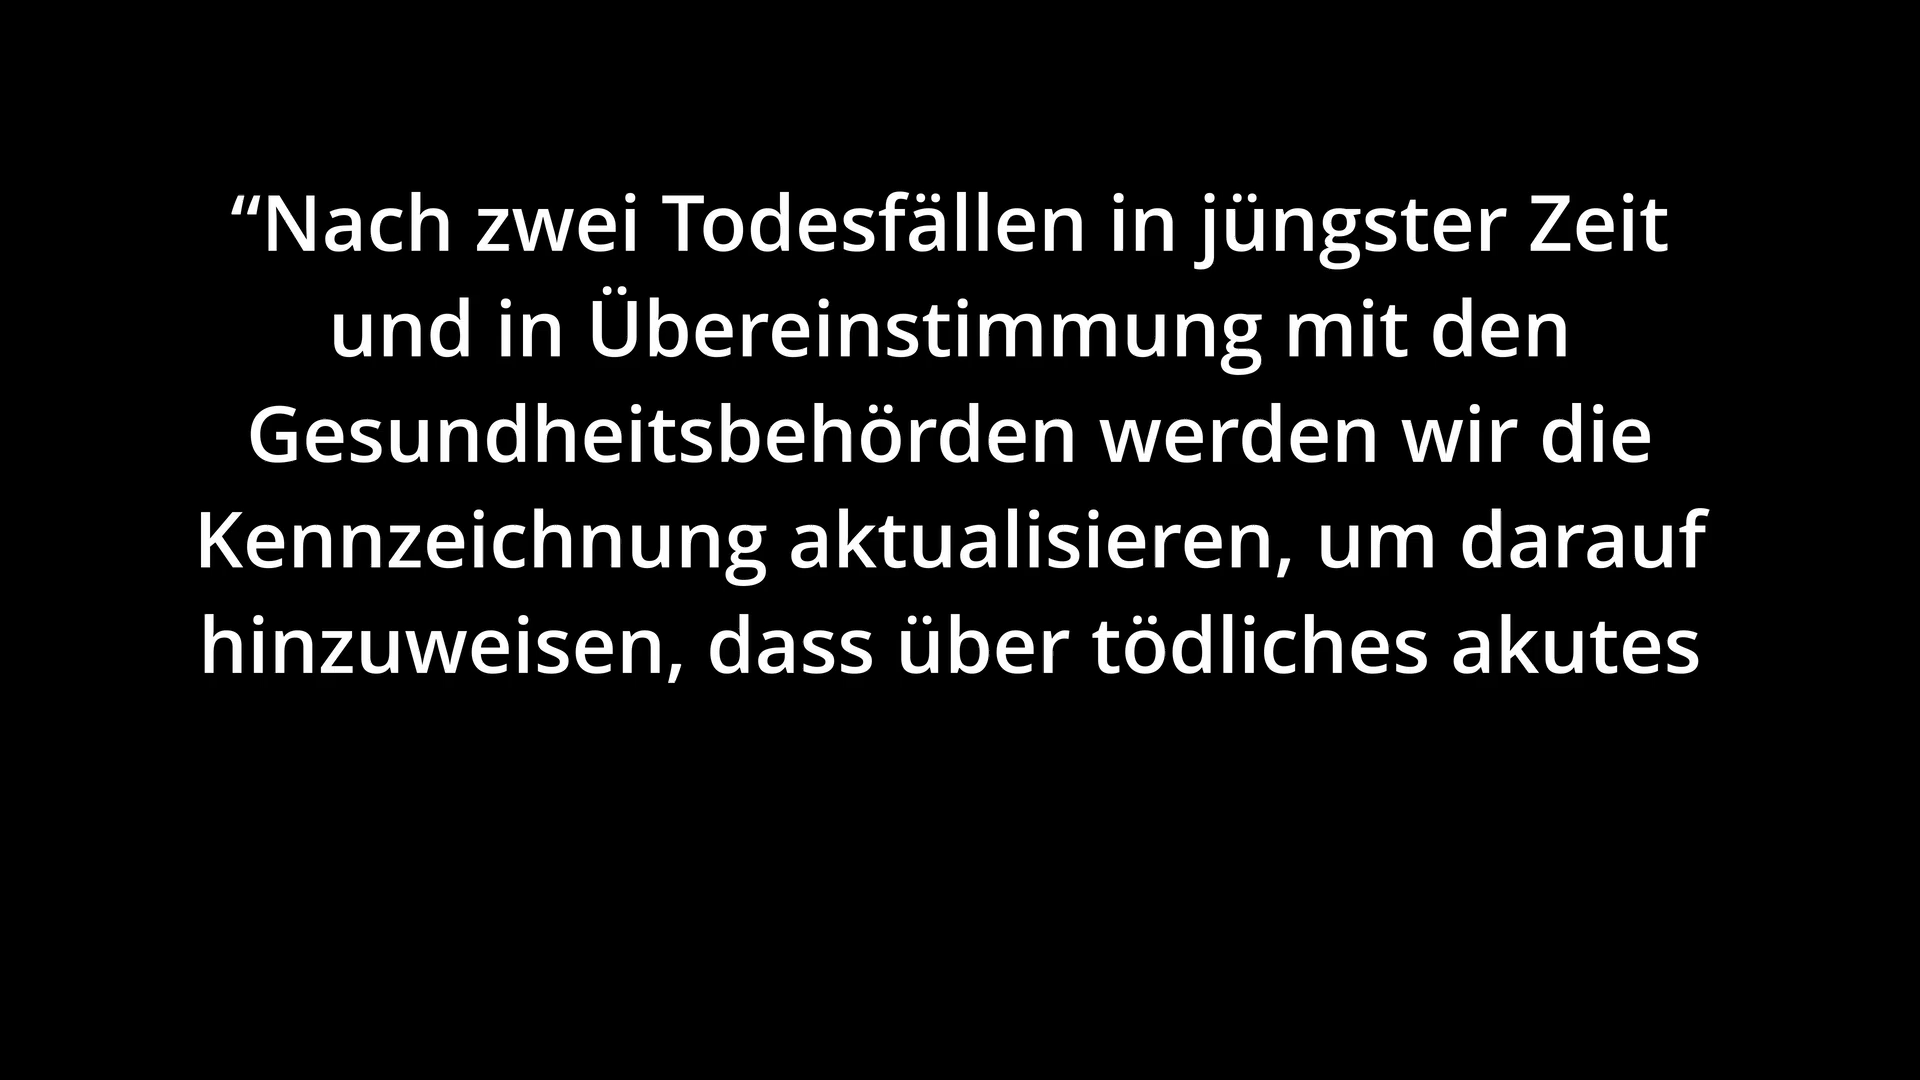 “Nach zwei Todesfällen in jüngster Zeit
und in Übereinstimmung mit den
Gesundheitsbehörden werden wir die
Kennzeichnung aktualisieren, um darauf
hinzuweisen, dass über tödliches akutes